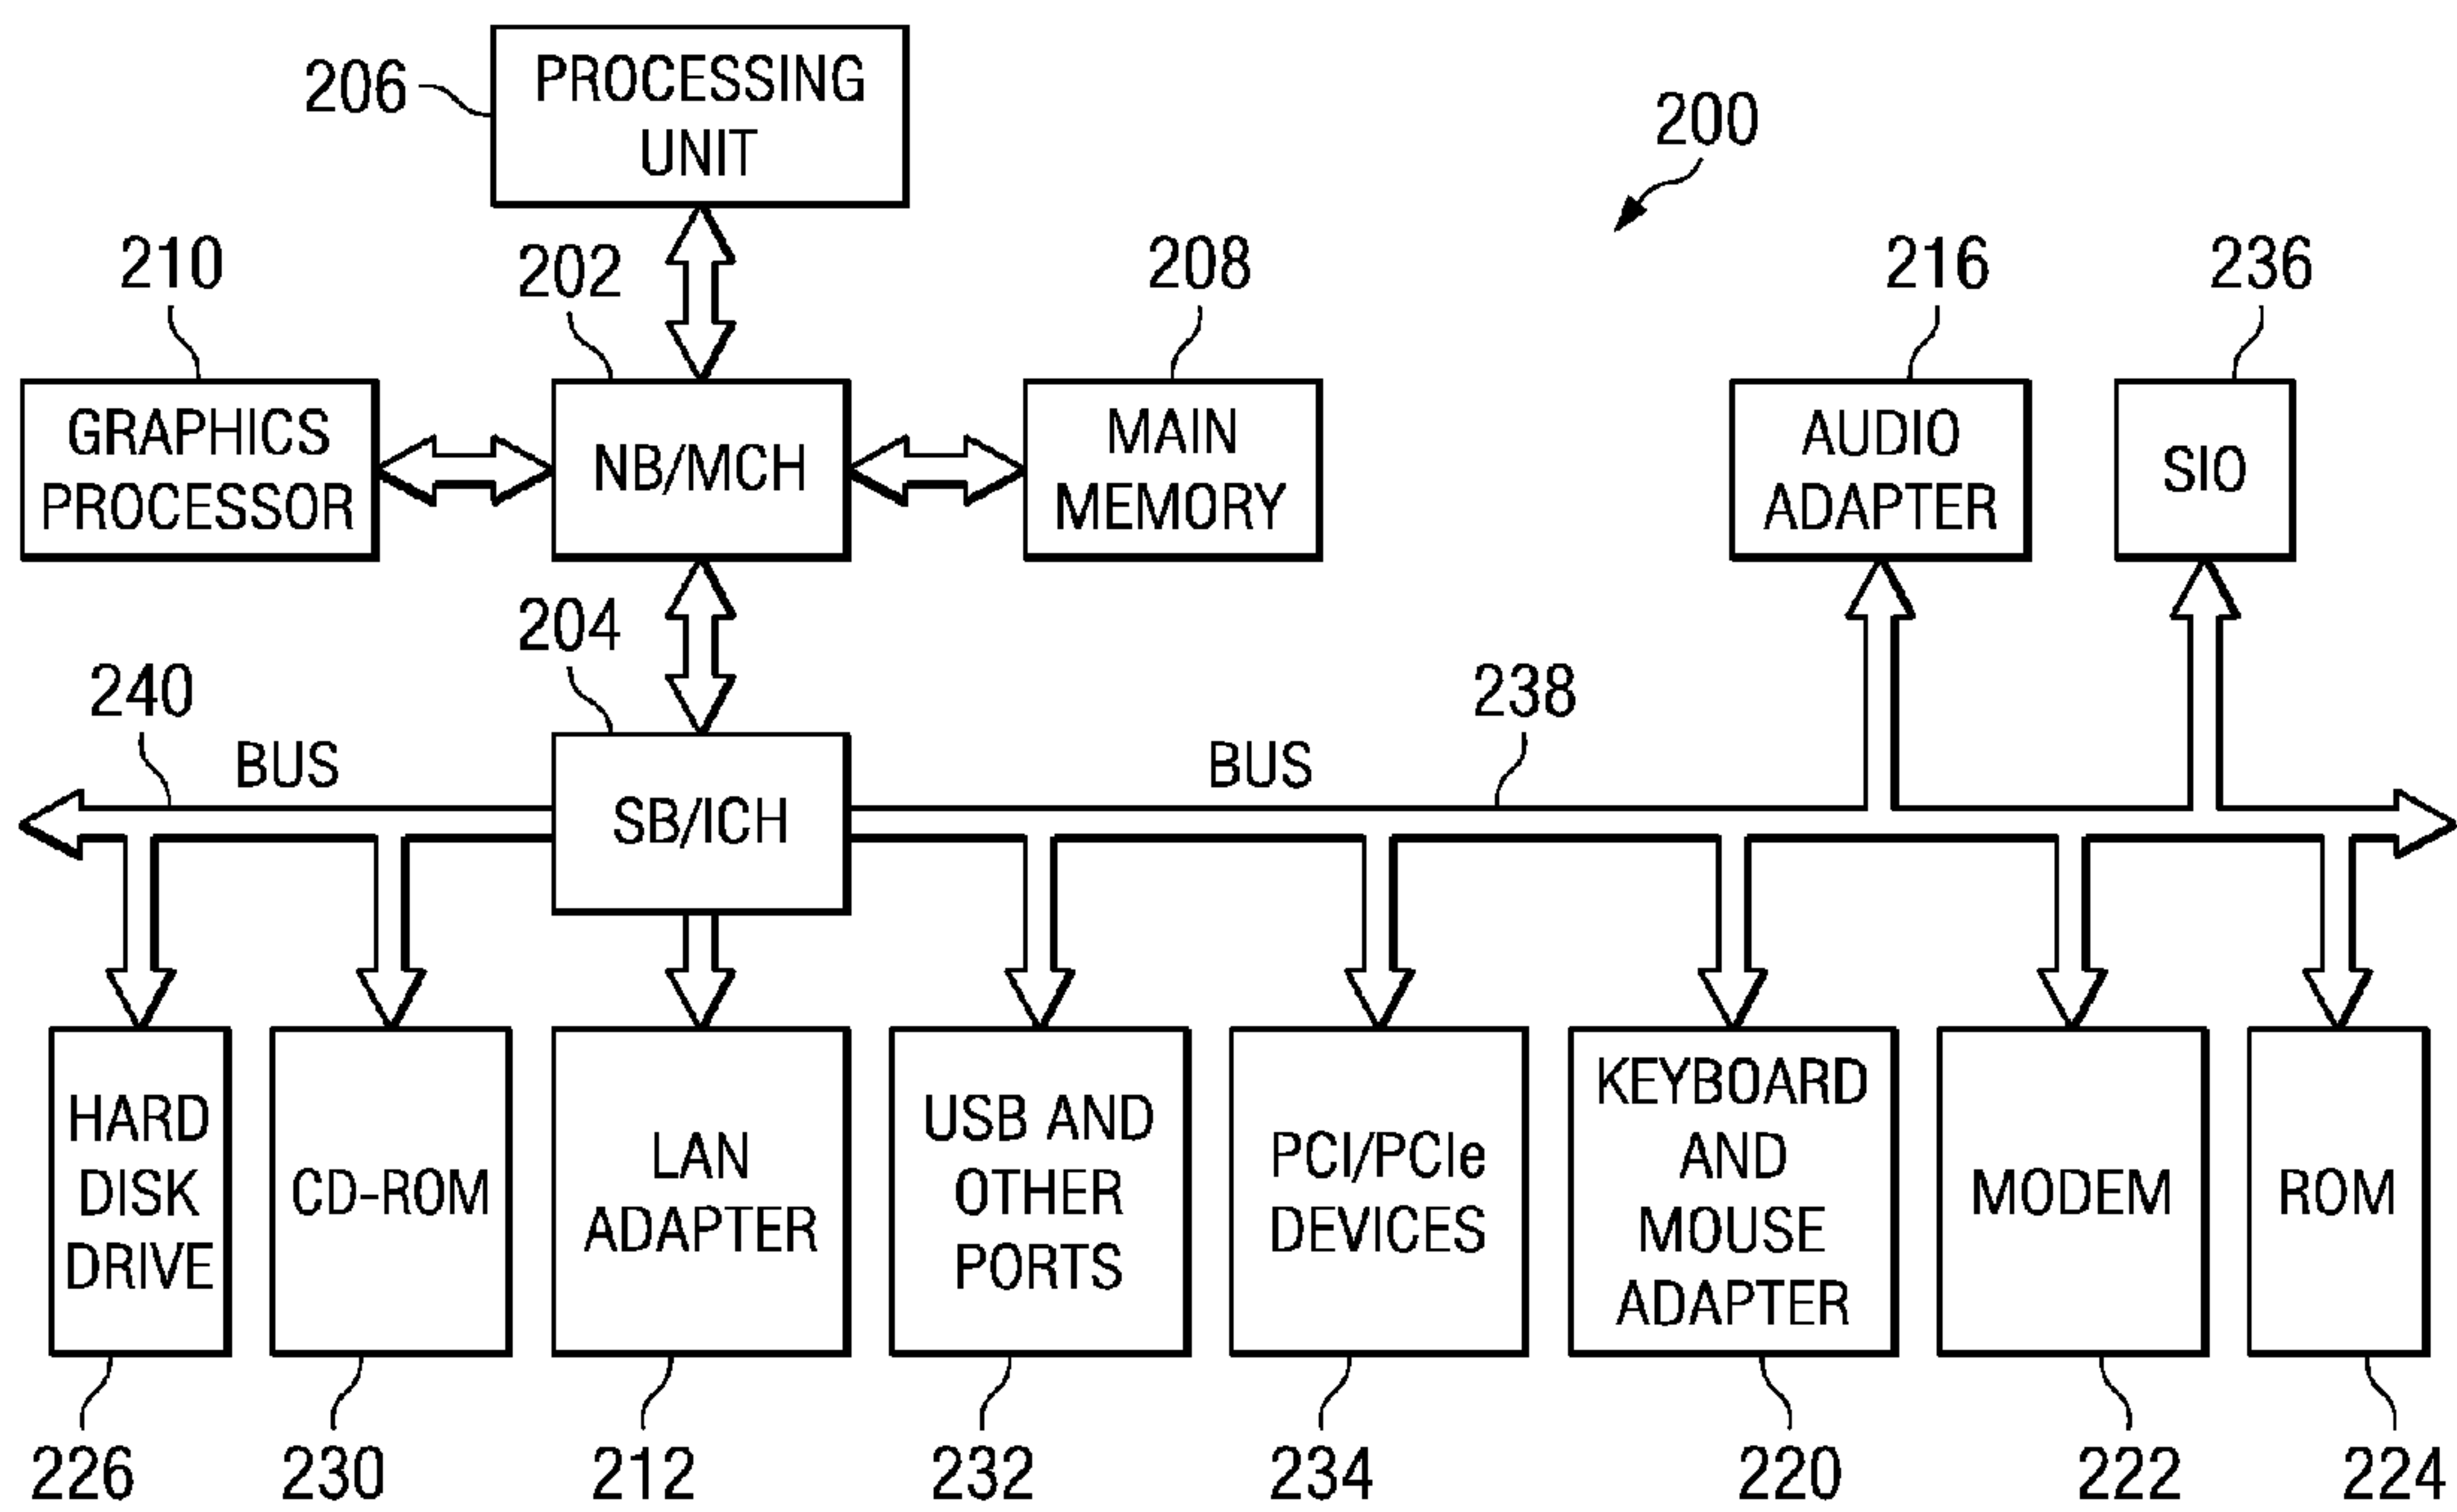 206
PROCESSING
UNIT
200
210
202
208
216
236
GRAPHICS
PROCESSOR
NB/MCH
MAIN
MEMORY
AUDIO
ADAPTER
SIO
204
240
BUS
238
BUS
SB/ICH
HARD
DISK
DRIVE
CD-ROM
LAN
ADAPTER
USB AND
OTHER
PORTS
PCI/PCIe
DEVICES
KEYBOARD
AND
MOUSE
ADAPTER
MODEM
ROM
226
230
212
232
234
220
222
224